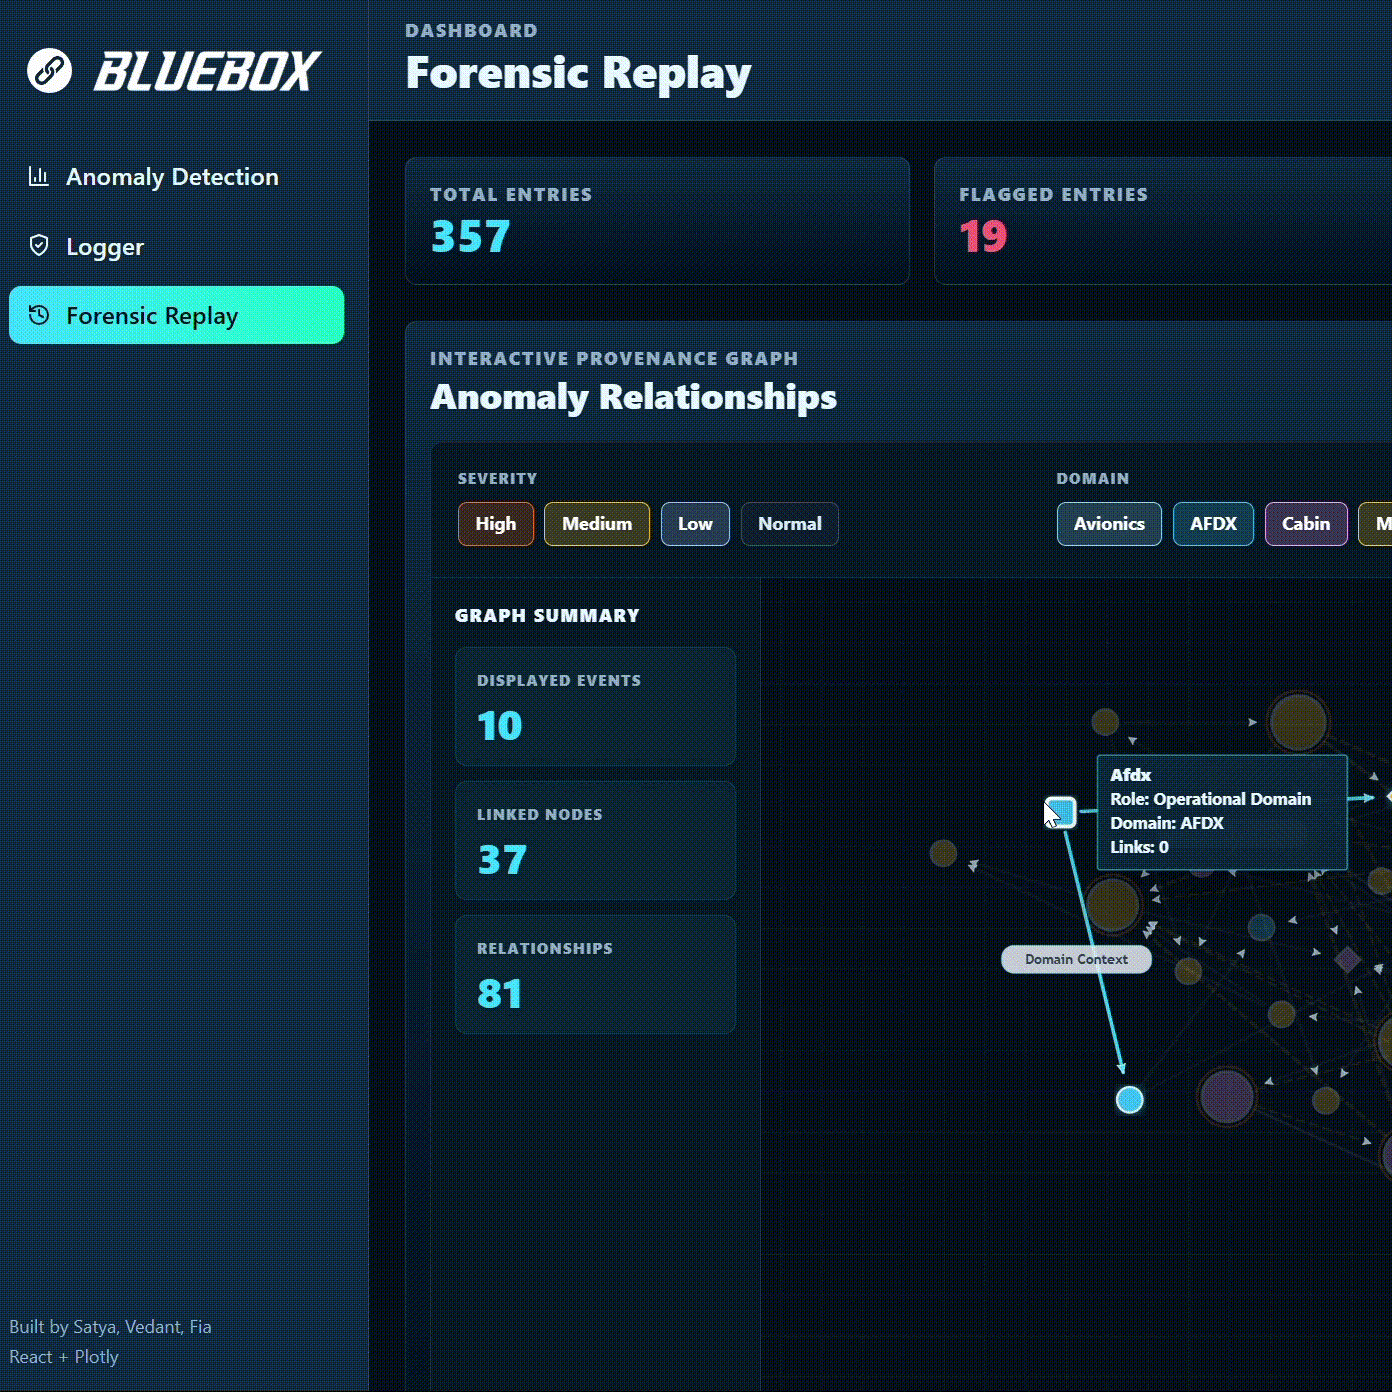 BLUEBOX
Anomaly Detection
Logger
Forensic Replay
Built by Satya, Vedant, Fia
React + Plotly
DASHBOARD
Forensic Replay
TOTAL ENTRIES
357
FLAGGED ENTRIES
19
INTERACTIVE PROVENANCE GRAPH
Anomaly Relationships
SEVERITY
High Medium Low Normal
DOMAIN
Avionics AFDX Cabin M
GRAPH SUMMARY
DISPLAYED EVENTS
10
LINKED NODES
37
RELATIONSHIPS
81
Afdx
Role: Operational Domain
Domain: AFDX
Links: 0
Domain Context